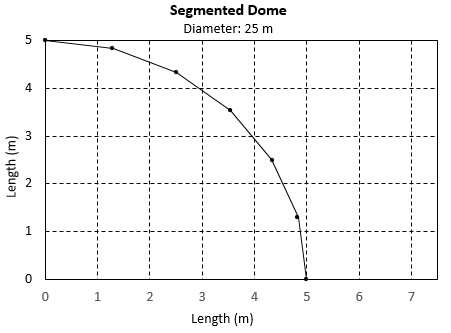 Segmented Dome
Diameter: 25 m
5
4
3
2
1
0
Length (m)
0 1 2 3 4 5 6 7
Length (m)